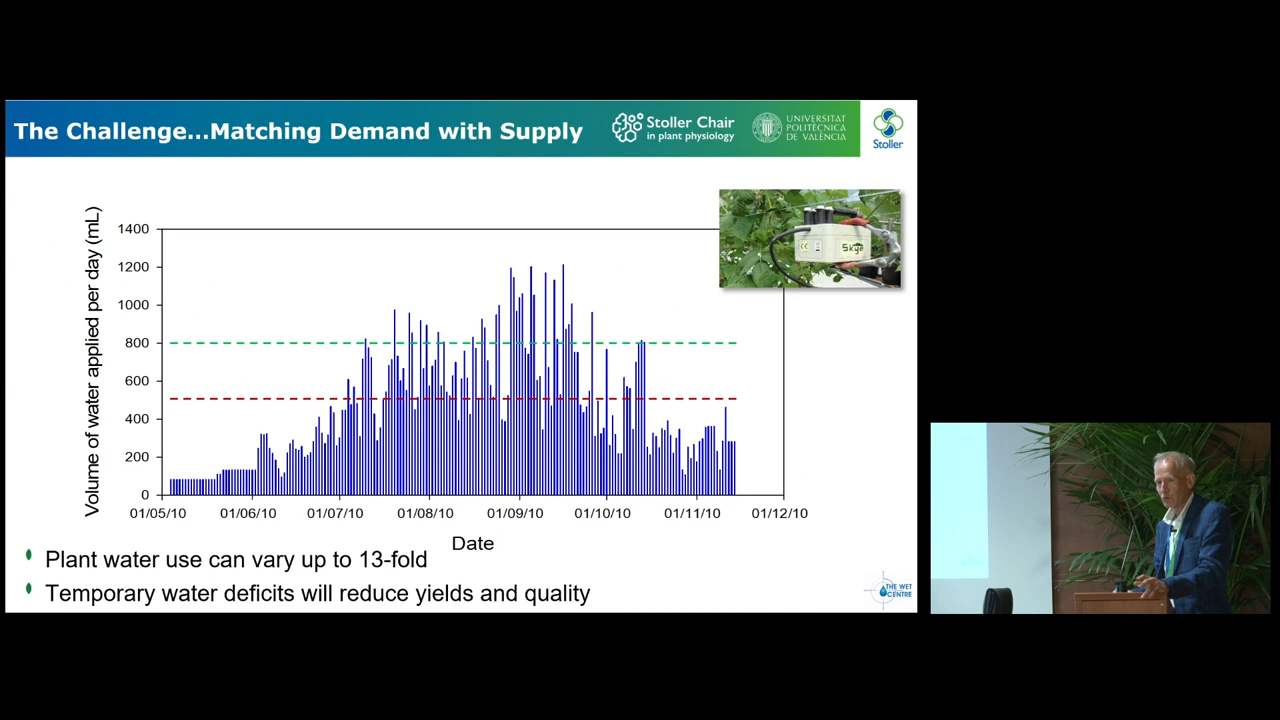 The Challenge...Matching Demand with Supply
Stoller Chair
in plant physiology
UNIVERSITAT
POLITÈCNICA
DE VALÈNCIA
Stoller
Volume of water applied per day (mL)
1400
1200
1000
800
600
400
200
0
01/05/10 01/06/10 01/07/10 01/08/10 01/09/10 01/10/10 01/11/10 01/12/10
Date
Skye
CE
Plant water use can vary up to 13-fold
Temporary water deficits will reduce yields and quality
THE WET
CENTRE